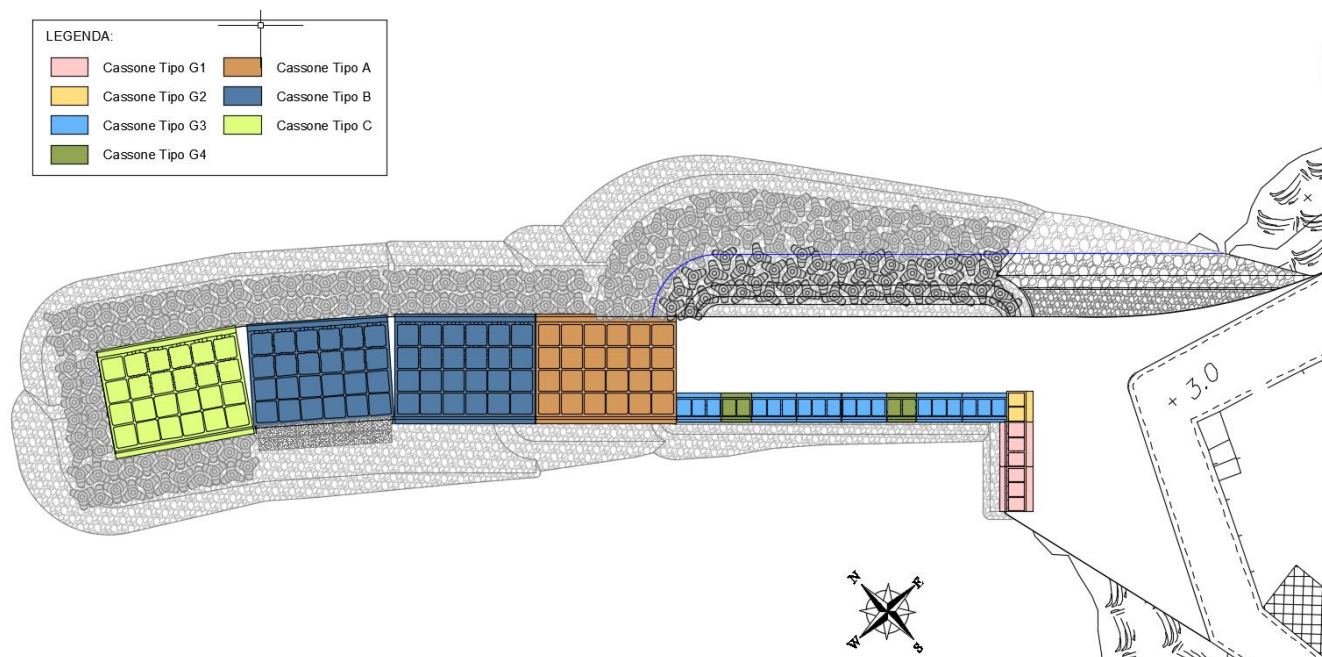 LEGENDA:
Cassone Tipo G1
Cassone Tipo A
Cassone Tipo G2
Cassone Tipo B
Cassone Tipo G3
Cassone Tipo C
Cassone Tipo G4
+ 3.0
N
E
W
S